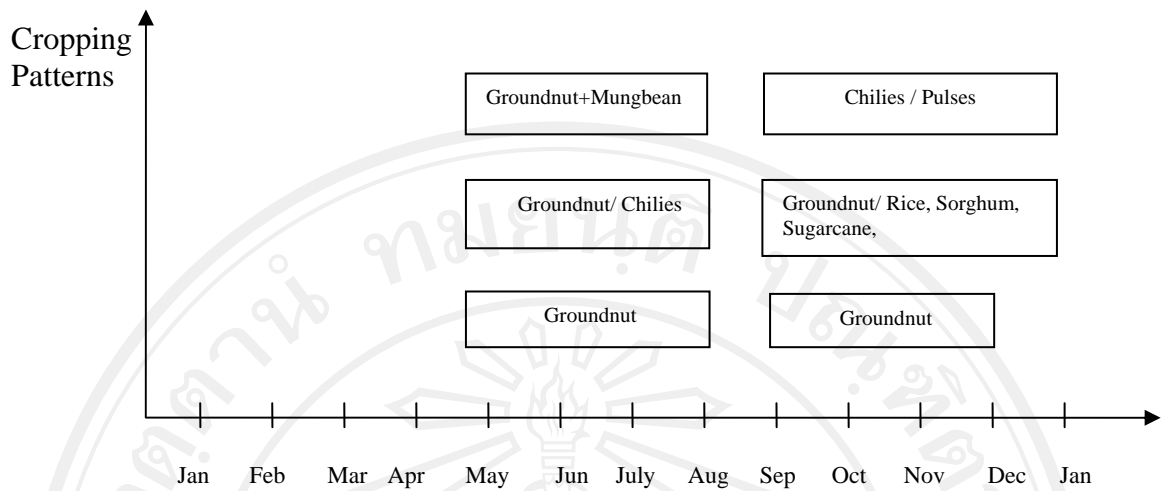 Cropping
Patterns
Groundnut+Mungbean
Chilies / Pulses
Groundnut/ Chilies
Groundnut/ Rice, Sorghum,
Sugarcane,
Groundnut
Groundnut
Jan Feb Mar Apr May Jun July Aug Sep Oct Nov Dec Jan